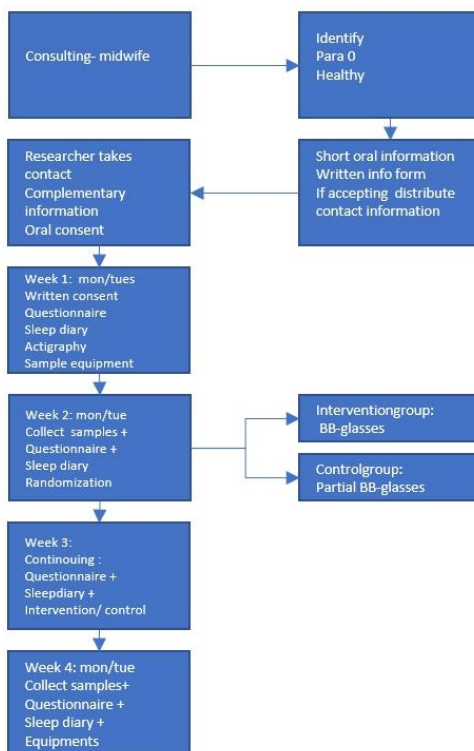 Consulting- midwife
Identify
Para 0
Healthy
Short oral information
Written info form
If accepting distribute
contact information
Researcher takes
contact
Complementary
information
Oral consent
Week 1: mon/tues
Written consent
Questionnaire
Sleep diary
Actigraphy
Sample equipment
Week 2: mon/tue
Collect samples +
Questionnaire +
Sleep diary
Randomization
Interventiongroup:
BB-glasses
Controlgroup:
Partial BB-glasses
Week 3:
Continouing :
Questionnaire +
Sleepdiary +
Intervention/ control
Week 4: mon/tue
Collect samples+
Questionnaire +
Sleep diary +
Equipments